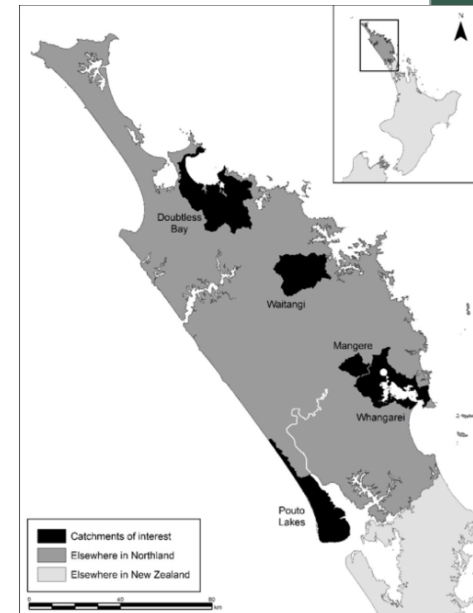 N
Doubtless
Bay
Waitangi
Mangere
Whangarei
Pouto
Lakes
Catchments of interest
Elsewhere in Northland
Elsewhere in New Zealand
0
40
80
km